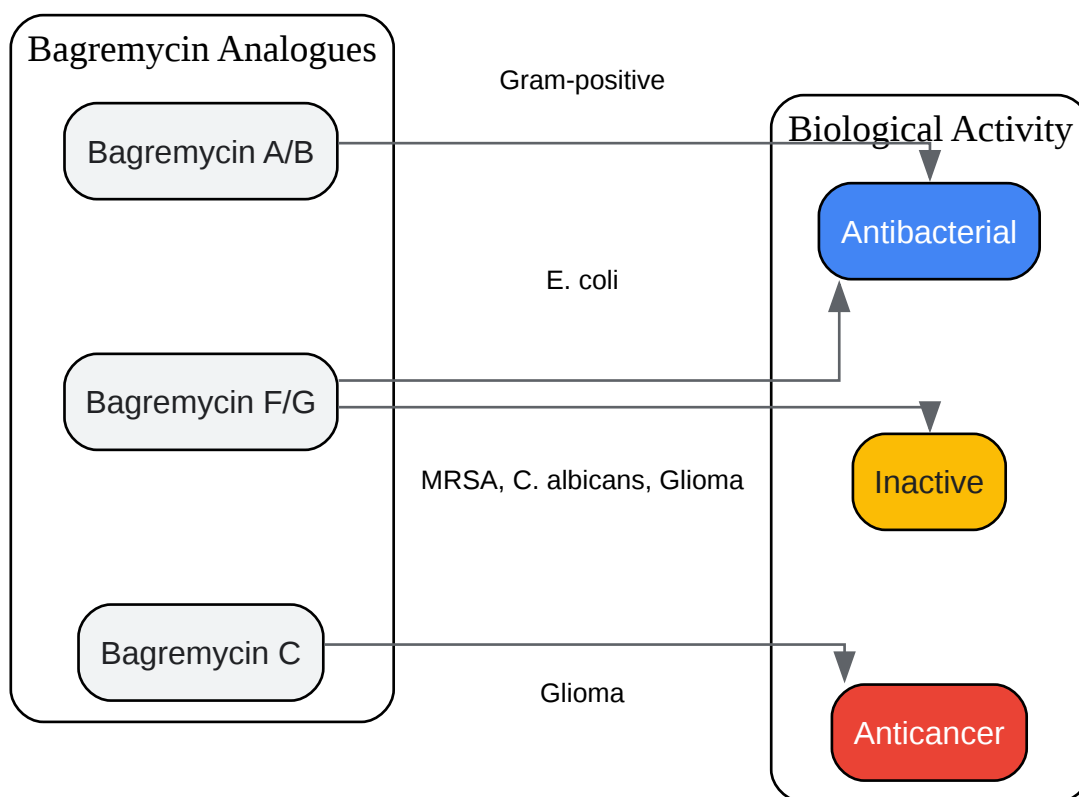 Bagremycin Analogues
Gram-positive
Biological Activity
Bagremycin A/B
Antibacterial
E. coli
Bagremycin F/G
MRSA, C. albicans, Glioma
Inactive
Bagremycin C
Glioma
Anticancer